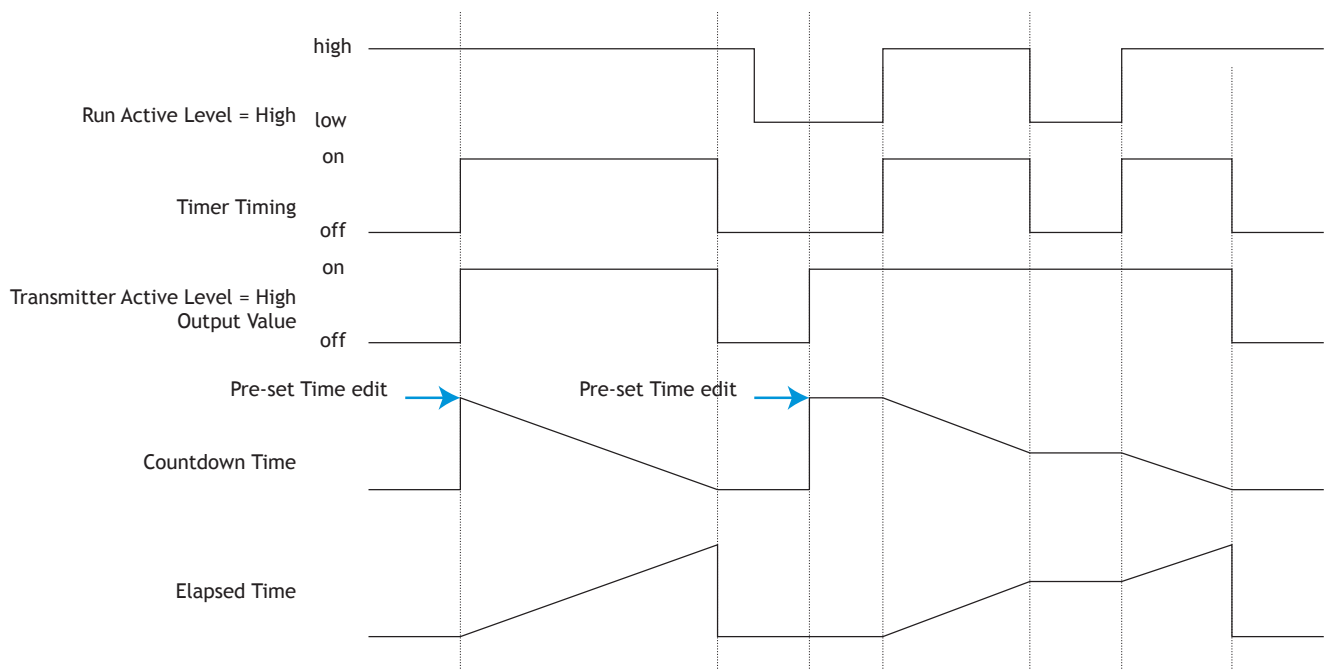 high
Run Active Level = High
low
on
Timer Timing
off
on
Transmitter Active Level = High
Output Value
off
Pre-set Time edit
Pre-set Time edit
Countdown Time
Elapsed Time